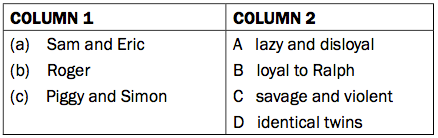 COLUMN 1 COLUMN 2
(a) Sam and Eric A lazy and disloyal
(b) Roger B loyal to Ralph
(c) Piggy and Simon C savage and violent
D identical twins